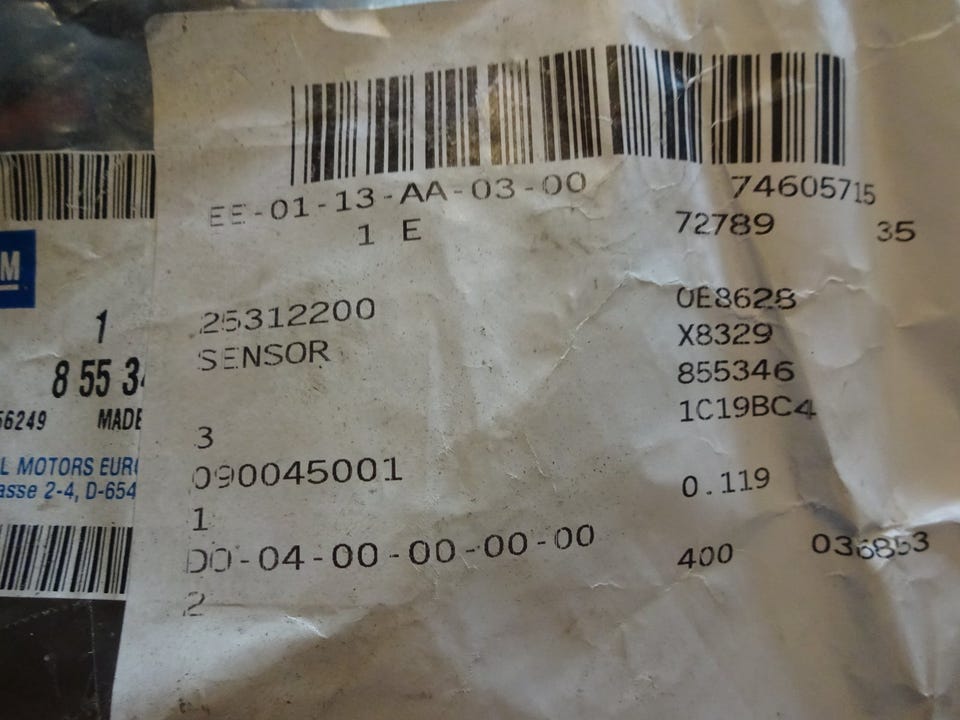 EE-01-13-AA-03-00 74605715
1 E 72789 35
25312200 0E8628
SENSOR X8329
855346
1C19BC4
3
090045001 0.119
1
DO-04-00-00-00-00 400 036853
2
M
1
8 55 34
56249 MADE
L MOTORS EUR
asse 2-4, D-654